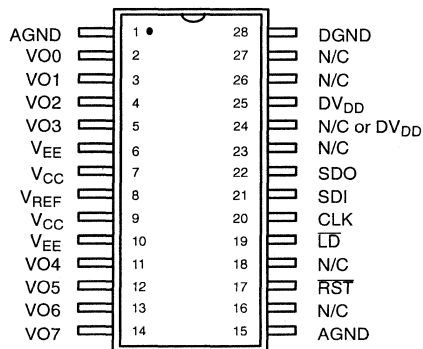 AGND 1 28 DGND
VO0 2 27 N/C
VO1 3 26 N/C
VO2 4 25 DVDD
VO3 5 24 N/C or DVDD
VEE 6 23 N/C
VCC 7 22 SDO
VREF 8 21 SDI
VCC 9 20 CLK
VEE 10 19 L̅D̅
VO4 11 18 N/C
VO5 12 17 R̅S̅T̅
VO6 13 16 N/C
VO7 14 15 AGND